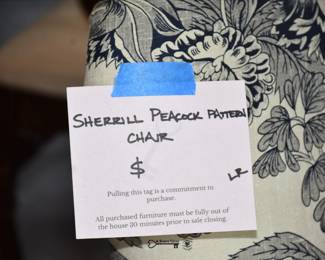 SHERRILL PEACOCK PATTERN
CHAIR
$
LR
Pulling this tag is a commitment to
purchase.
All purchased furniture must be fully out of
the house 30 minutes prior to sale closing.